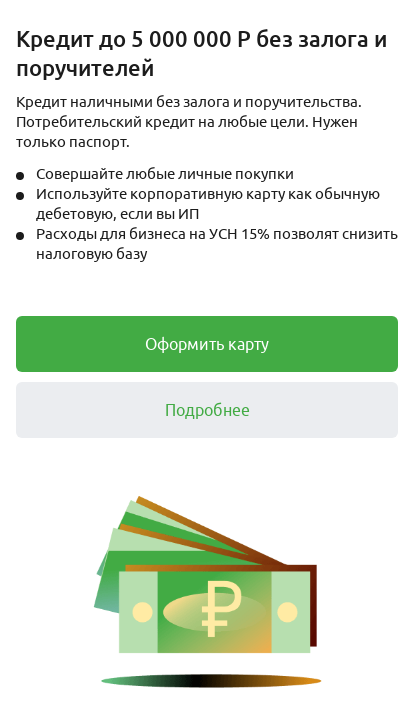 Кредит до 5 000 000 Р без залога и
поручителей
Кредит наличными без залога и поручительства.
Потребительский кредит на любые цели. Нужен
только паспорт.
Совершайте любые личные покупки
Используйте корпоративную карту как обычную
дебетовую, если вы ИП
Расходы для бизнеса на УСН 15% позволят снизить
налоговую базу
Оформить карту
Подробнее
₽